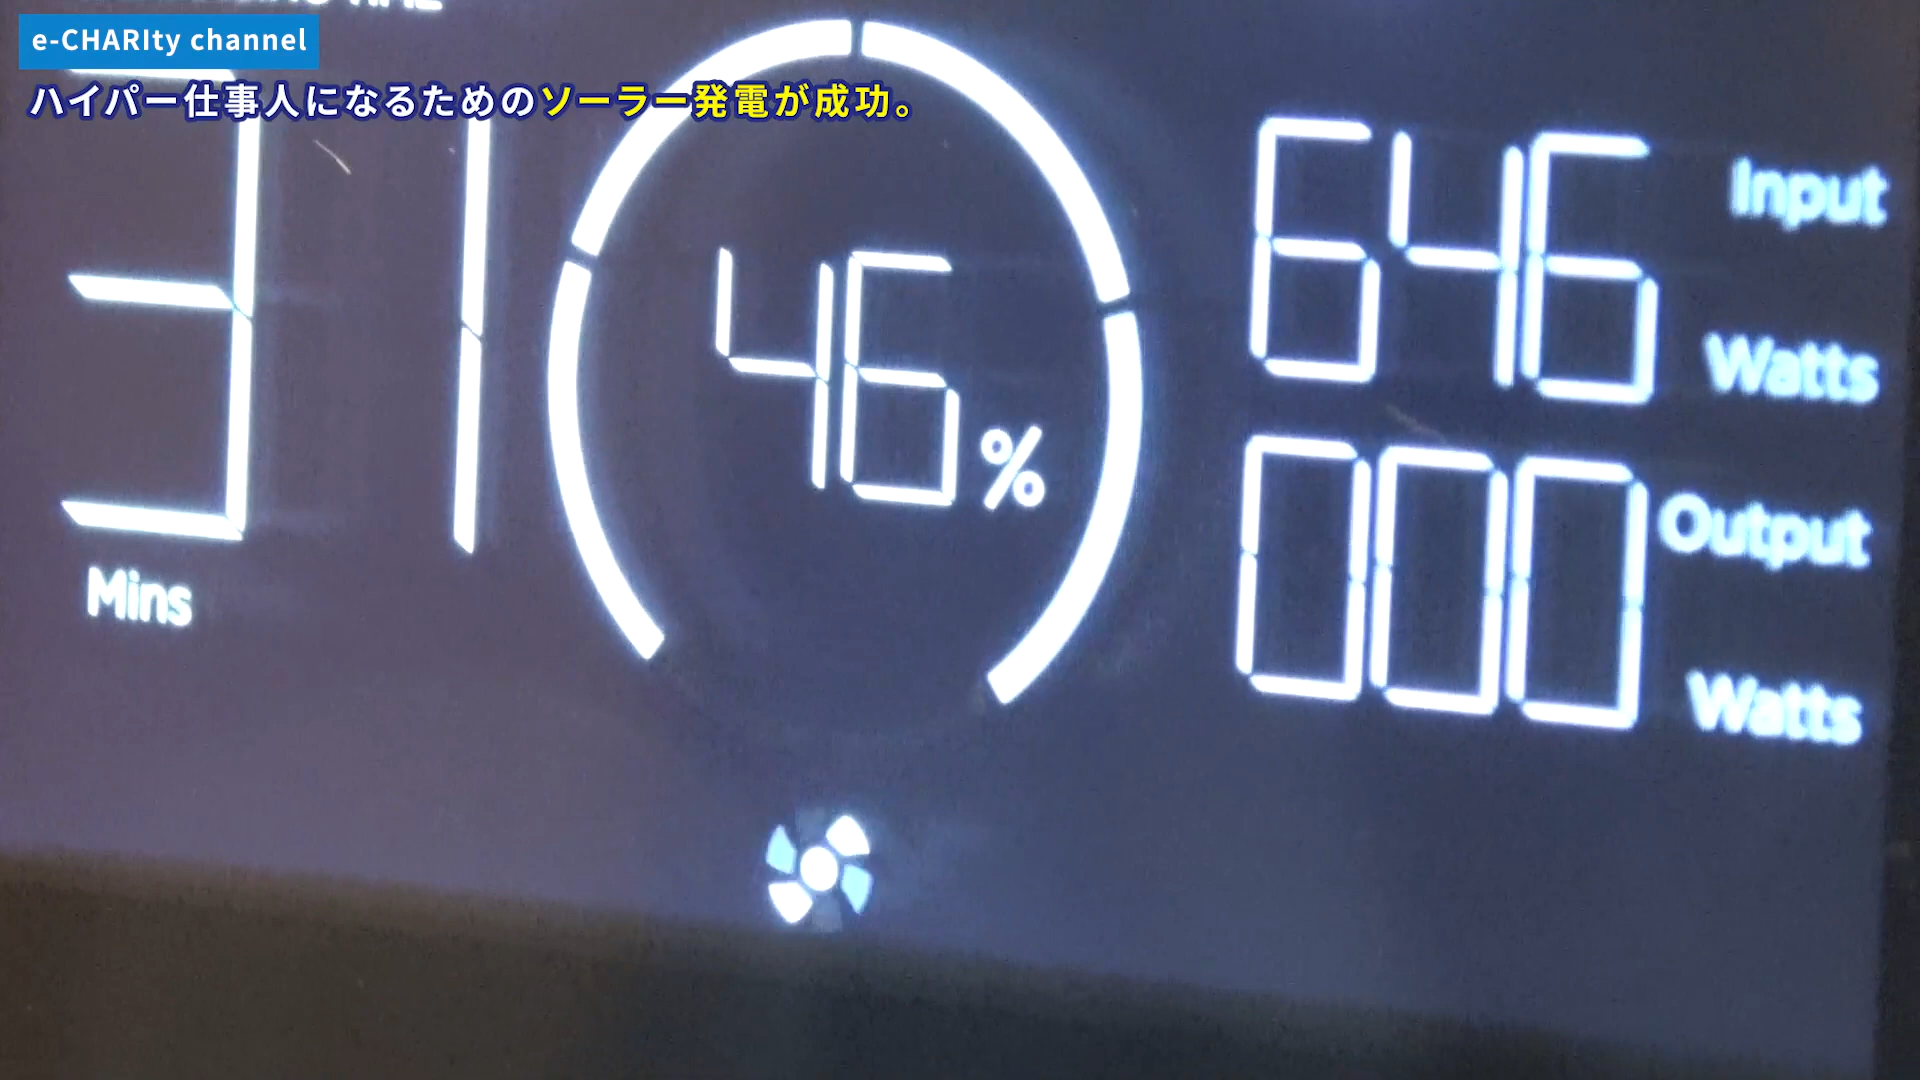 e-CHARIty channel
ハイパー仕事人になるためのソーラー発電が成功。
31
Mins
46%
646
Input
Watts
000
Output
Watts